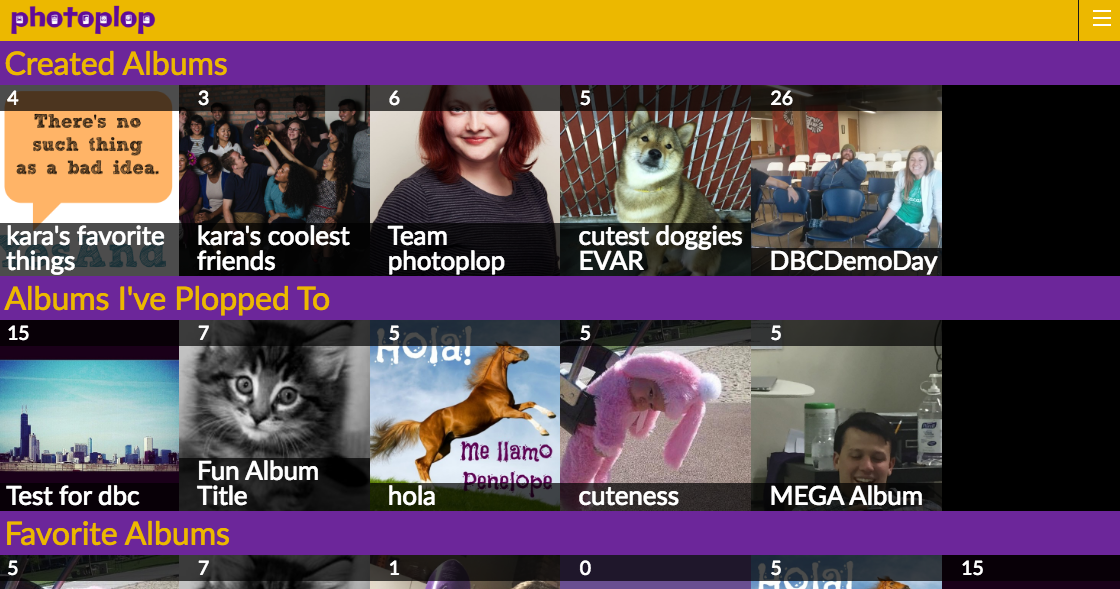 photoplop
Created Albums
4
3
6
5
26
There's no
such thing
as a bad idea.
And
kara's favorite
things
kara's coolest
friends
Team
photoplop
cutest doggies
EVAR
DBCDemoDay
Albums I've Plopped To
15
7
5
5
5
Hola!
Me llamo
Penelope
Test for dbc
Fun Album
Title
hola
cuteness
MEGA Album
Favorite Albums
5
7
1
0
5
15
Hola!